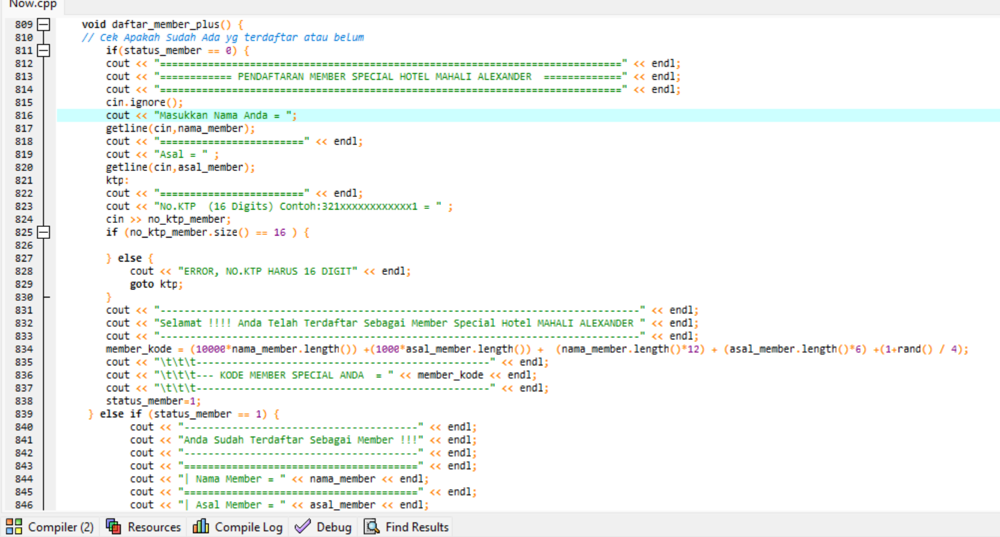 Now.cpp
809 void daftar_member_plus() {
810 // Cek Apakah Sudah Ada yg terdaftar atau belum
811 if(status_member == 0) {
812 cout << "=============================================================================" << endl;
813 cout << "============ PENDAFTARAN MEMBER SPECIAL HOTEL MAHALI ALEXANDER  =============" << endl;
814 cout << "=============================================================================" << endl;
815 cin.ignore();
816 cout << "Masukkan Nama Anda = ";
817 getline(cin,nama_member);
818 cout << "========================" << endl;
819 cout << "Asal = " ;
820 getline(cin,asal_member);
821 ktp:
822 cout << "========================" << endl;
823 cout << "No.KTP  (16 Digits) Contoh:321xxxxxxxxxxxx1 = " ;
824 cin >> no_ktp_member;
825 if (no_ktp_member.size() == 16 ) {
826
827 } else {
828 cout << "ERROR, NO.KTP HARUS 16 DIGIT" << endl;
829 goto ktp;
830 }
831 cout << "--------------------------------------------------------------------------------" << endl;
832 cout << "Selamat !!!! Anda Telah Terdaftar Sebagai Member Special Hotel MAHALI ALEXANDER " << endl;
833 cout << "--------------------------------------------------------------------------------" << endl;
834 member_kode = (10000*nama_member.length()) +(1000*asal_member.length()) +  (nama_member.length()*12) + (asal_member.length()*6) +(1+rand() / 4);
835 cout << "\t\t\t-------------------------------------------------" << endl;
836 cout << "\t\t\t--- KODE MEMBER SPECIAL ANDA  = " << member_kode << endl;
837 cout << "\t\t\t-------------------------------------------------" << endl;
838 status_member=1;
839 } else if (status_member == 1) {
840 cout << "---------------------------------------" << endl;
841 cout << "Anda Sudah Terdaftar Sebagai Member !!!" << endl;
842 cout << "---------------------------------------" << endl;
843 cout << "=======================================" << endl;
844 cout << "| Nama Member = " << nama_member << endl;
845 cout << "=======================================" << endl;
846 cout << "| Asal Member = " << asal_member << endl;
Compiler (2) Resources Compile Log Debug Find Results